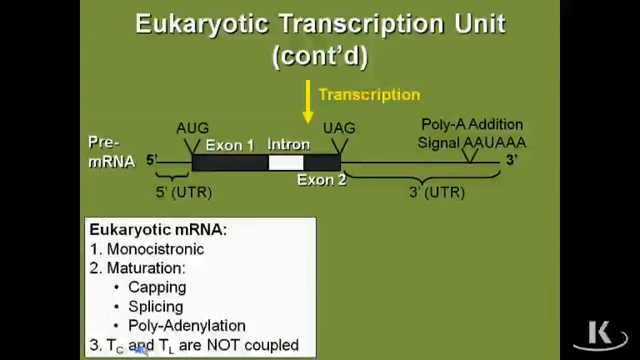 Eukaryotic Transcription Unit
(cont'd)
Transcription
Pre-
mRNA
5'
AUG
Exon 1
Intron
UAG
Exon 2
Poly-A Addition
Signal AAUAAA
3'
5' (UTR)
3' (UTR)
Eukaryotic mRNA:
1. Monocistronic
2. Maturation:
• Capping
• Splicing
• Poly-Adenylation
3. TC and TL are NOT coupled
K